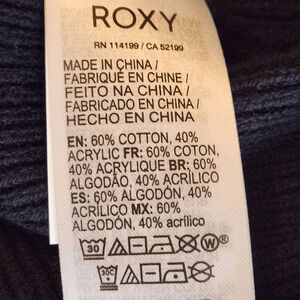 ROXY
RN 114199 / CA 52199
MADE IN CHINA /
FABRIQUÉ EN CHINE /
FEITO NA CHINA /
FABRICADO EN CHINA /
HECHO EN CHINA
EN: 60% COTTON, 40%
ACRYLIC FR: 60% COTON,
40% ACRYLIQUE BR: 60%
ALGODÃO, 40% ACRÍLICO
ES: 60% ALGODÓN, 40%
ACRÍLICO MX: 60%
ALGODÓN, 40% acrílico
30 W
30C